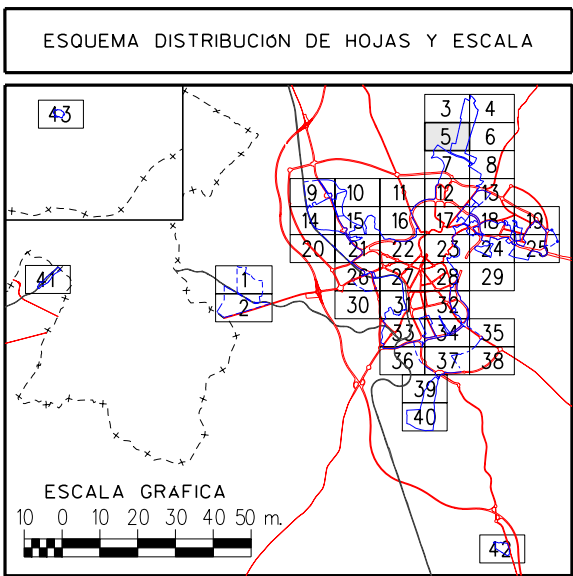 ESQUEMA DISTRIBUCIóN DE HOJAS Y ESCALA
43
3 4
5 6
7 8
9 10 11 12 13
14 15 16 17 18 19
20 21 22 23 24 25
41
1
26 27 28 29
2
30 31 32
33 34 35
36 37 38
39
40
ESCALA GRÁFICA
10 0 10 20 30 40 50 m.
42